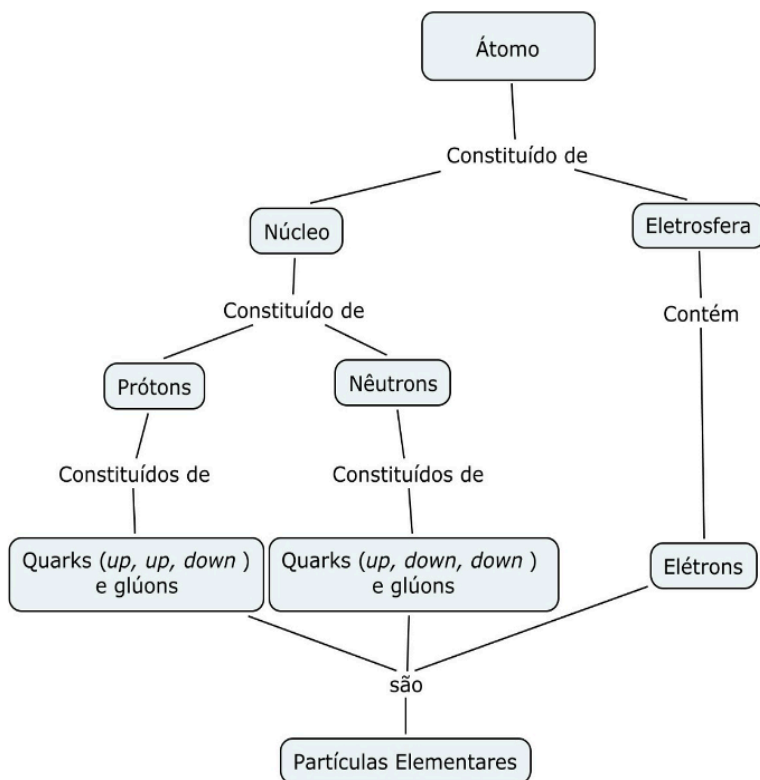 Átomo
Constituído de
Núcleo
Eletrosfera
Constituído de
Contém
Prótons
Nêutrons
Constituídos de
Constituídos de
Quarks (up, up, down )
e glúons
Quarks (up, down, down )
e glúons
Elétrons
são
Partículas Elementares